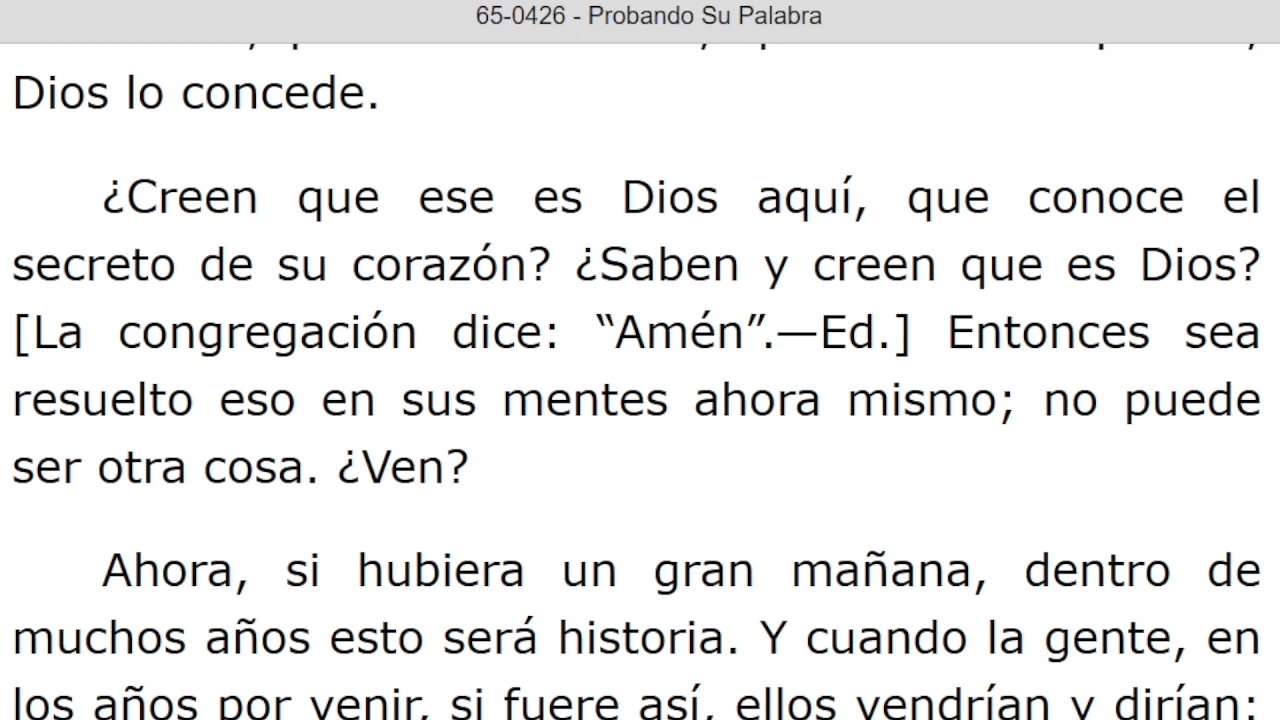 65-0426 - Probando Su Palabra
Dios lo concede.
¿Creen que ese es Dios aquí, que conoce el
secreto de su corazón? ¿Saben y creen que es Dios?
[La congregación dice: “Amén”.—Ed.] Entonces sea
resuelto eso en sus mentes ahora mismo; no puede
ser otra cosa. ¿Ven?
Ahora, si hubiera un gran mañana, dentro de
muchos años esto será historia. Y cuando la gente, en
los años por venir, si fuere así, ellos vendrían y dirían: